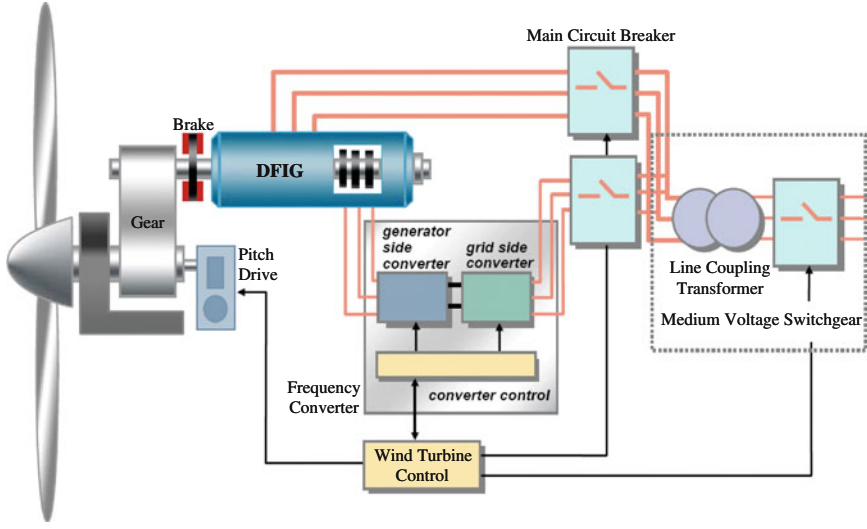 Main Circuit Breaker
Brake
DFIG
Gear
Pitch
Drive
generator
side
converter
grid side
converter
Line Coupling
Transformer
Medium Voltage Switchgear
Frequency
Converter
converter control
Wind Turbine
Control